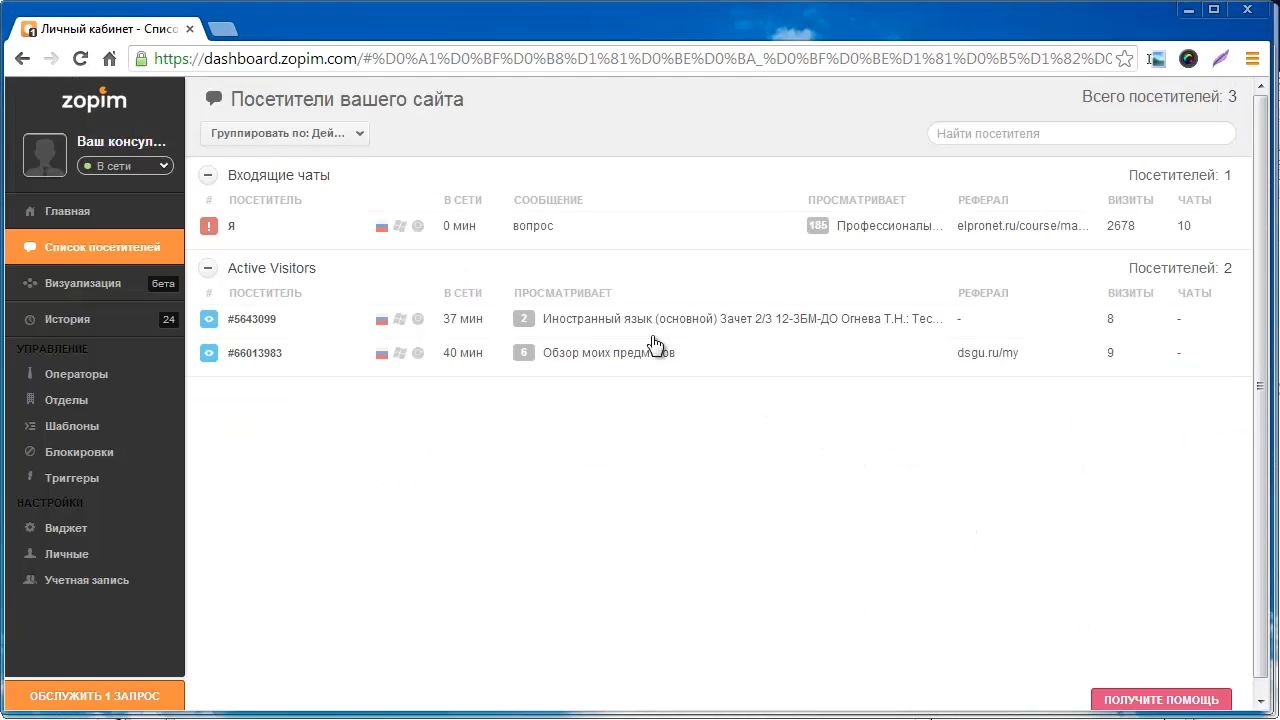 Личный кабинет - Списо
https://dashboard.zopim.com/#%D0%A1%D0%BF%D0%B8%D1%81%D0%BE%D0%BA_%D0%BF%D0%BE%D1%81%D0%B5%D1%82%D0
zopim
Ваш консул...
В сети
Главная
Список посетителей
Визуализация бета
История 24
УПРАВЛЕНИЕ
Операторы
Отделы
Шаблоны
Блокировки
Триггеры
НАСТРОЙКИ
Виджет
Личные
Учетная запись
ОБСЛУЖИТЬ 1 ЗАПРОС
Посетители вашего сайта
Всего посетителей: 3
Группировать по: Дей...
Найти посетителя
Входящие чаты
Посетителей: 1
# ПОСЕТИТЕЛЬ В СЕТИ СООБЩЕНИЕ ПРОСМАТРИВАЕТ РЕФЕРАЛ ВИЗИТЫ ЧАТЫ
! Я 0 мин вопрос 185 Профессиональы... elpronet.ru/course/ma... 2678 10
Active Visitors
Посетителей: 2
# ПОСЕТИТЕЛЬ В СЕТИ ПРОСМАТРИВАЕТ РЕФЕРАЛ ВИЗИТЫ ЧАТЫ
#5643099 37 мин 2 Иностранный язык (основной) Зачет 2/3 12-ЗБМ-ДО Огнева Т.Н.: Тес... - 8 -
#66013983 40 мин 6 Обзор моих предметов dsgu.ru/my 9 -
ПОЛУЧИТЕ ПОМОЩЬ